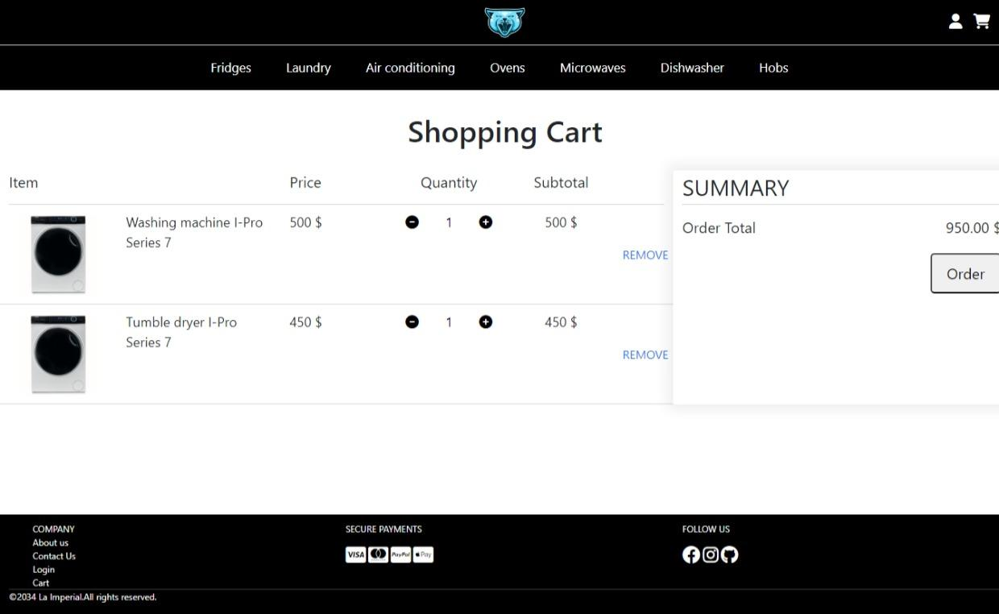 Fridges Laundry Air conditioning Ovens Microwaves Dishwasher Hobs
Shopping Cart
Item Price Quantity Subtotal
Washing machine I-Pro
Series 7
500 $ 1 500 $
REMOVE
Tumble dryer I-Pro
Series 7
450 $ 1 450 $
REMOVE
SUMMARY
Order Total 950.00 $
Order
COMPANY
About us
Contact Us
Login
Cart
SECURE PAYMENTS
VISA PayPal Pay
FOLLOW US
©2034 La Imperial.All rights reserved.